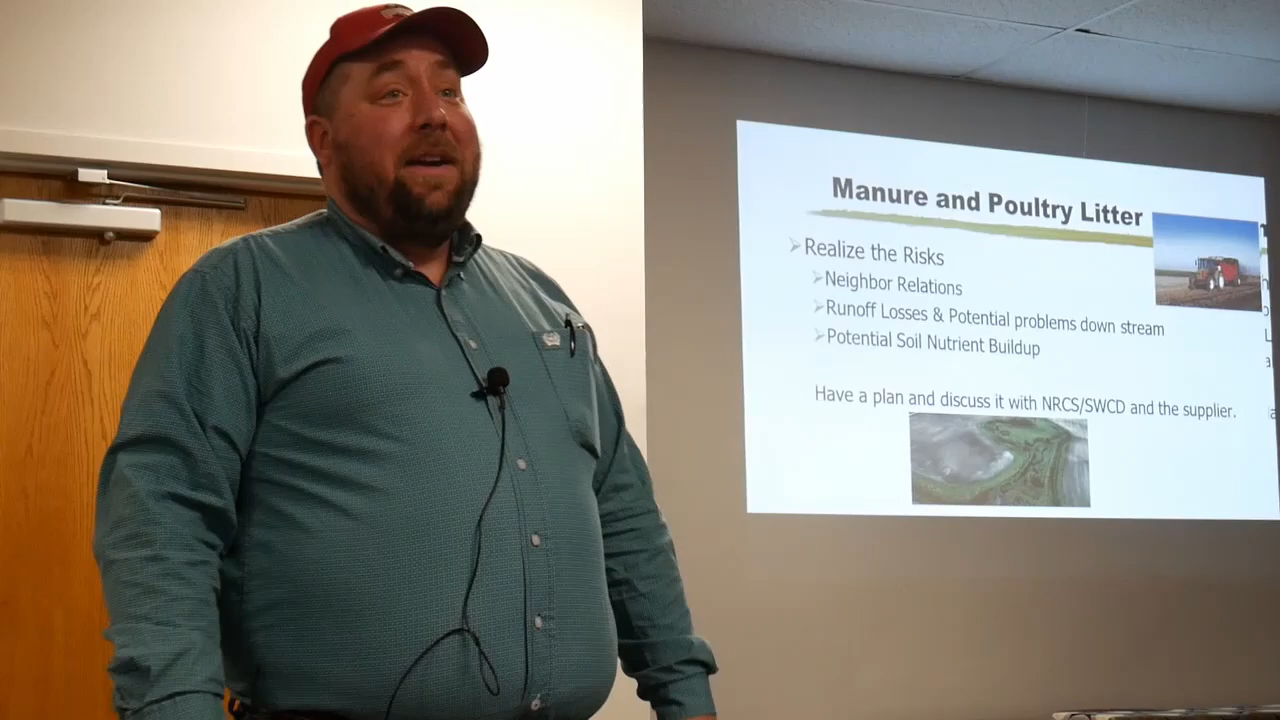 Manure and Poultry Litter
Realize the Risks
Neighbor Relations
Runoff Losses & Potential problems down stream
Potential Soil Nutrient Buildup
Have a plan and discuss it with NRCS/SWCD and the supplier.